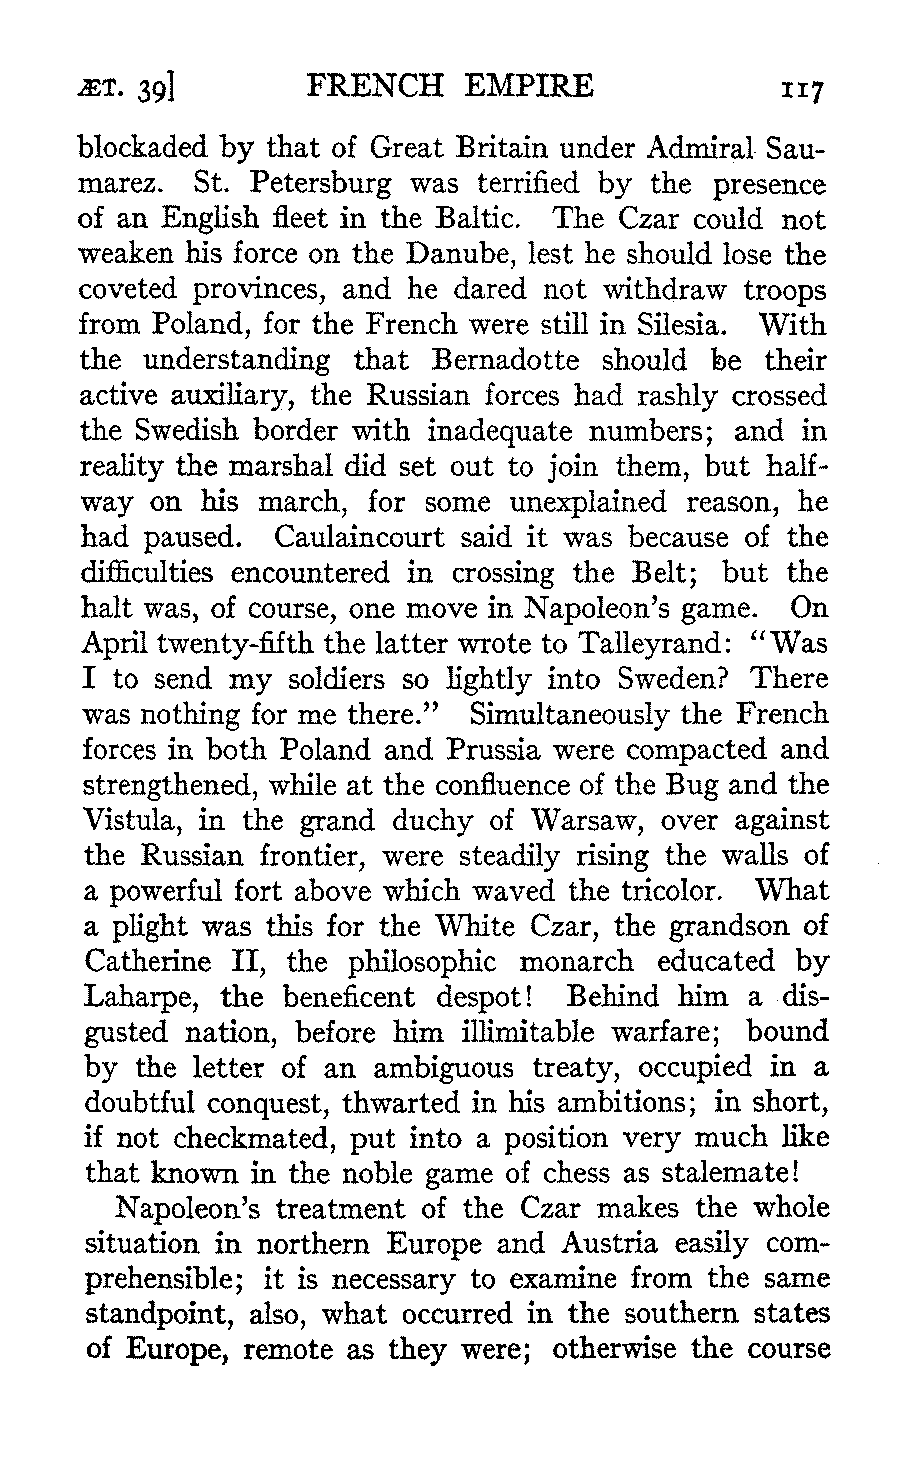 ÆT. 39] FRENCH EMPIRE 117
blockaded by that of Great Britain under Admiral Sau-
marez. St. Petersburg was terrified by the presence
of an English fleet in the Baltic. The Czar could not
weaken his force on the Danube, lest he should lose the
coveted provinces, and he dared not withdraw troops
from Poland, for the French were still in Silesia. With
the understanding that Bernadotte should be their
active auxiliary, the Russian forces had rashly crossed
the Swedish border with inadequate numbers; and in
reality the marshal did set out to join them, but half-
way on his march, for some unexplained reason, he
had paused. Caulaincourt said it was because of the
difficulties encountered in crossing the Belt; but the
halt was, of course, one move in Napoleon's game. On
April twenty-fifth the latter wrote to Talleyrand: "Was
I to send my soldiers so lightly into Sweden? There
was nothing for me there." Simultaneously the French
forces in both Poland and Prussia were compacted and
strengthened, while at the confluence of the Bug and the
Vistula, in the grand duchy of Warsaw, over against
the Russian frontier, were steadily rising the walls of
a powerful fort above which waved the tricolor. What
a plight was this for the White Czar, the grandson of
Catherine II, the philosophic monarch educated by
Laharpe, the beneficent despot! Behind him a dis-
gusted nation, before him illimitable warfare; bound
by the letter of an ambiguous treaty, occupied in a
doubtful conquest, thwarted in his ambitions; in short,
if not checkmated, put into a position very much like
that known in the noble game of chess as stalemate!
Napoleon's treatment of the Czar makes the whole
situation in northern Europe and Austria easily com-
prehensible; it is necessary to examine from the same
standpoint, also, what occurred in the southern states
of Europe, remote as they were; otherwise the course